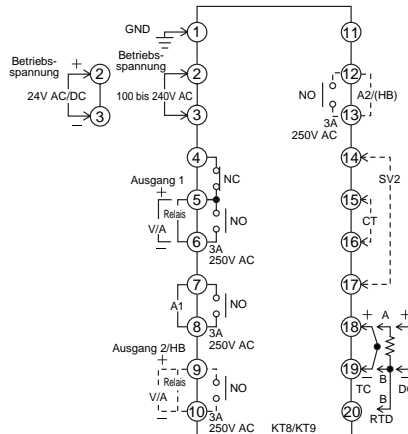 GND
1
11
Betriebs-
spannung
+
2
24V AC/DC
−
3
Betriebs-
spannung
2
100 bis 240V AC
3
12
NO
A2/(HB)
13
3A
250V AC
4
NC
Ausgang 1
+
5
Relais
V/A
NO
−
6
3A
250V AC
14
SV2
15
CT
16
17
7
A1
NO
8
3A
250V AC
Ausgang 2/HB
+
9
Relais
V/A
NO
−
10
3A
250V AC
18
+
A
+
19
−
B
−
TC
B
RTD
20
KT8/KT9